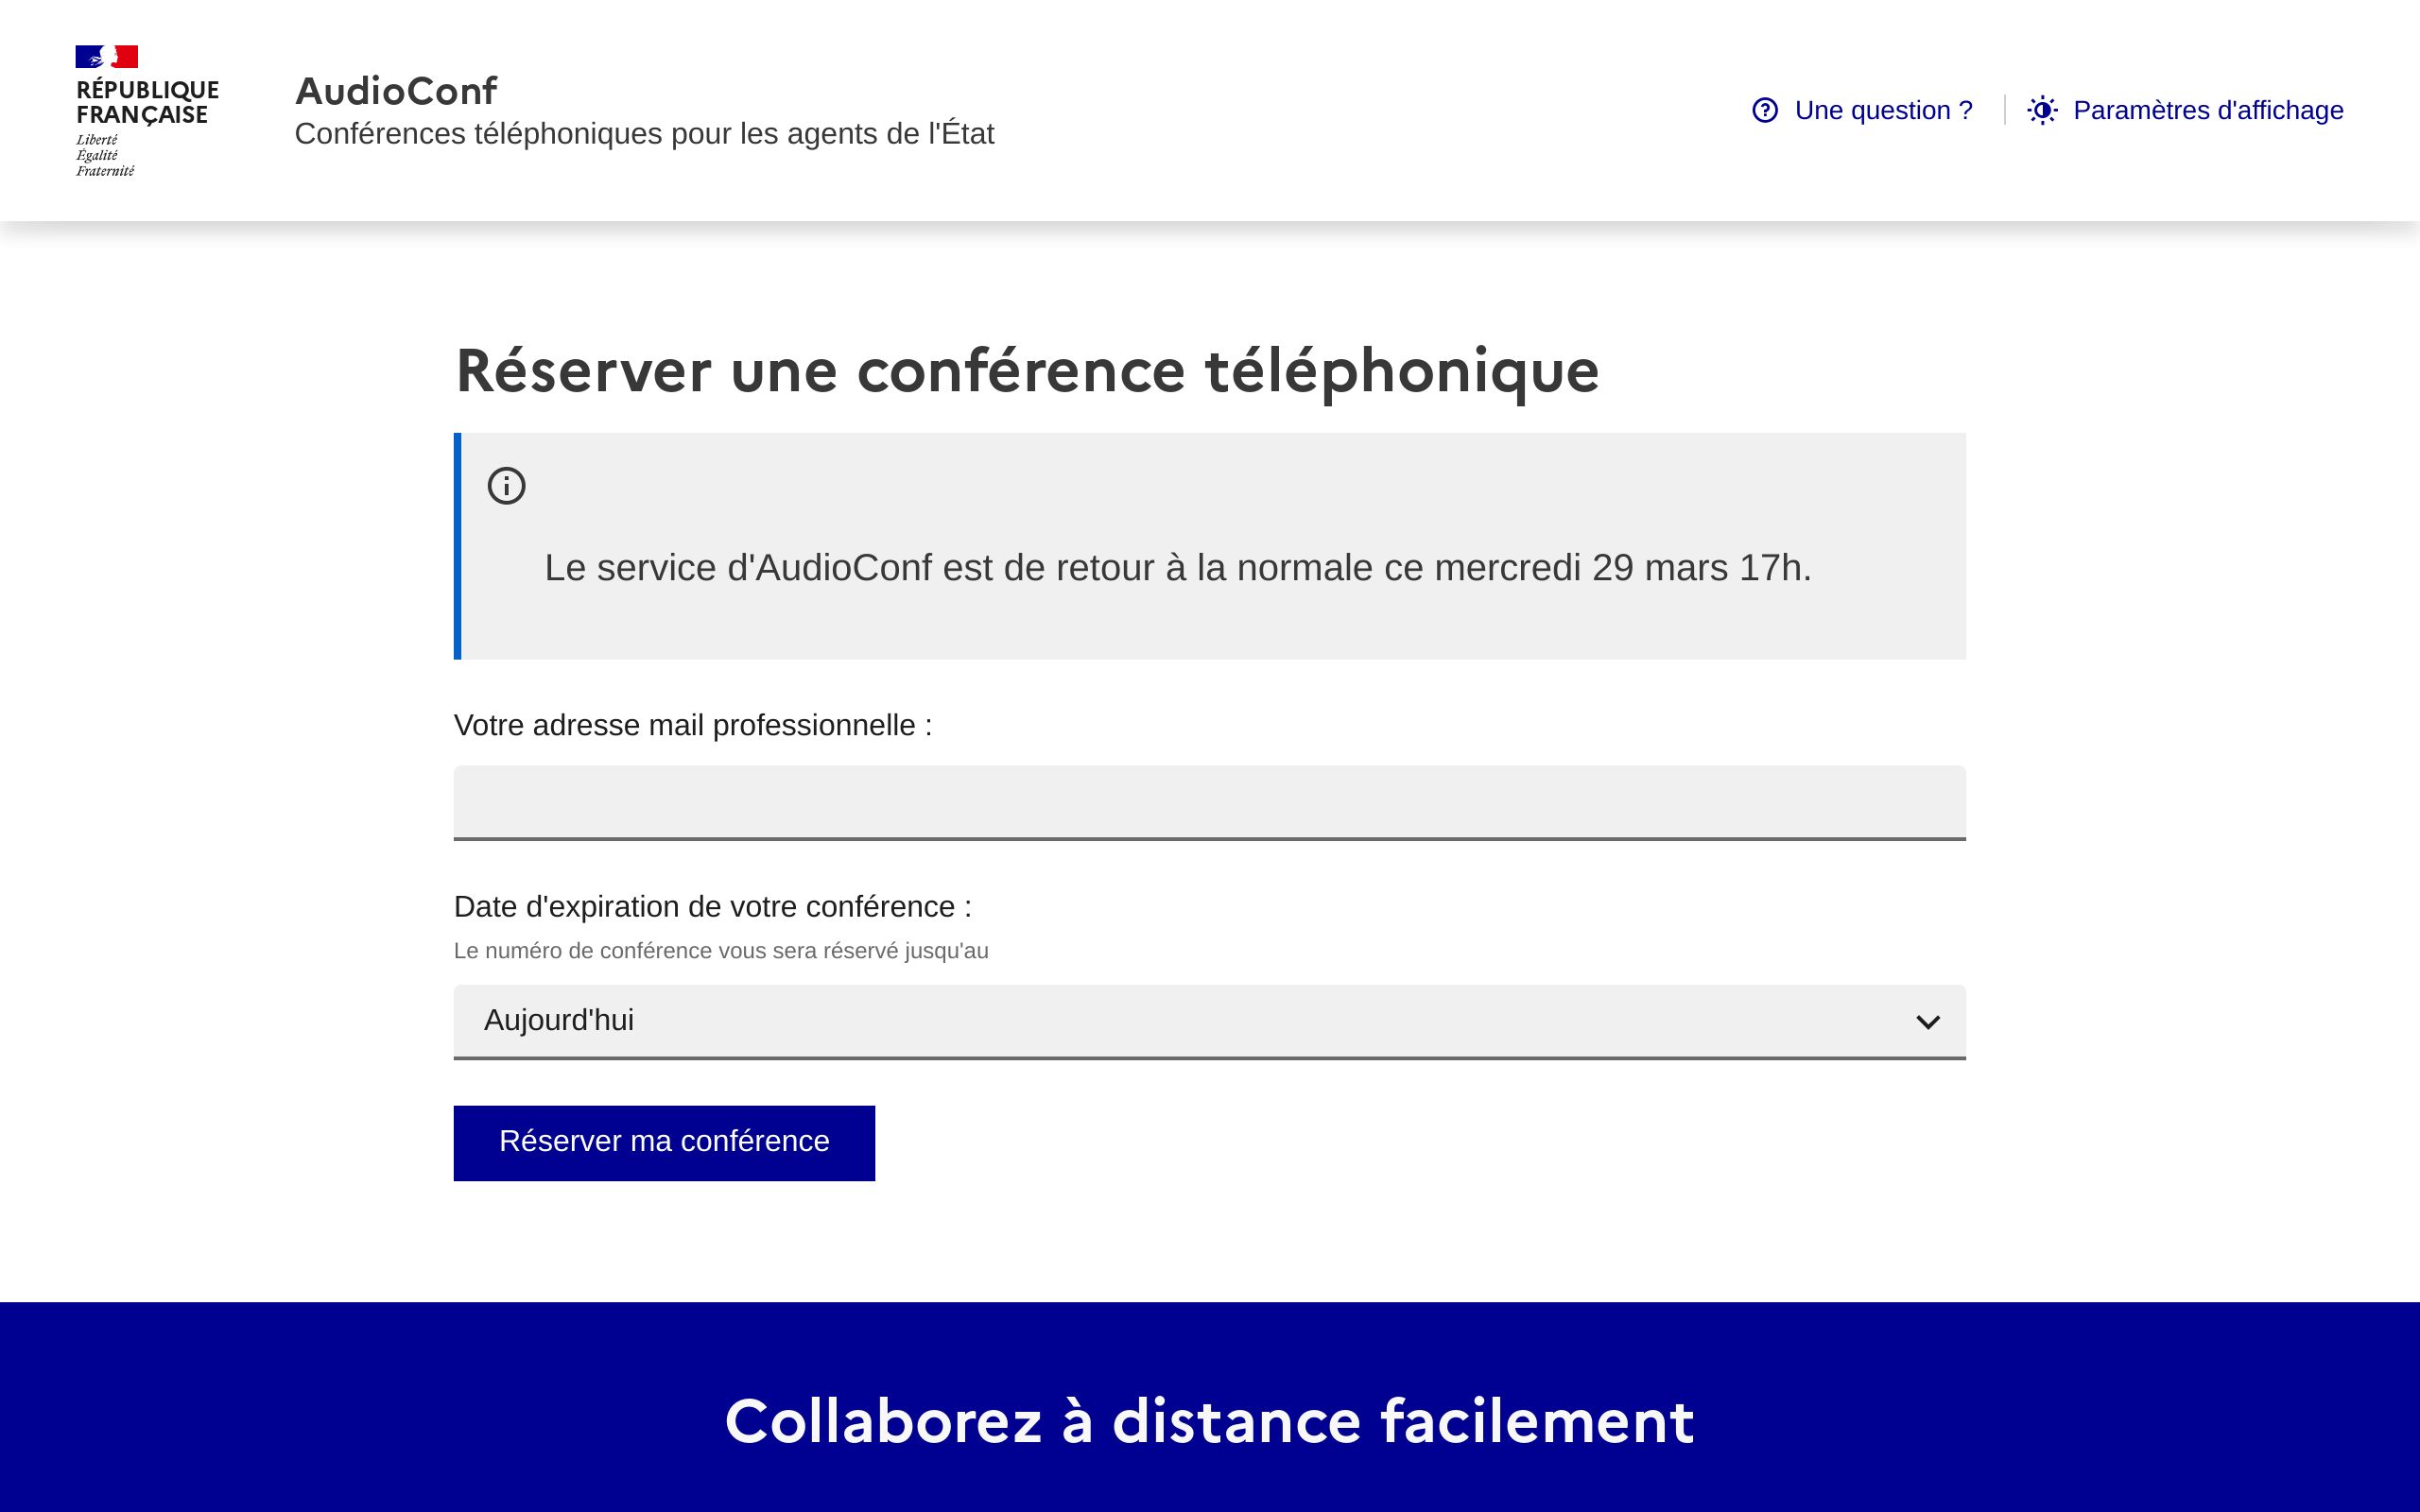 RÉPUBLIQUE
FRANÇAISE
Liberté
Égalité
Fraternité
AudioConf
Conférences téléphoniques pour les agents de l'État
Une question ?
Paramètres d'affichage
Réserver une conférence téléphonique
Le service d'AudioConf est de retour à la normale ce mercredi 29 mars 17h.
Votre adresse mail professionnelle :
Date d'expiration de votre conférence :
Le numéro de conférence vous sera réservé jusqu'au
Aujourd'hui
Réserver ma conférence
Collaborez à distance facilement